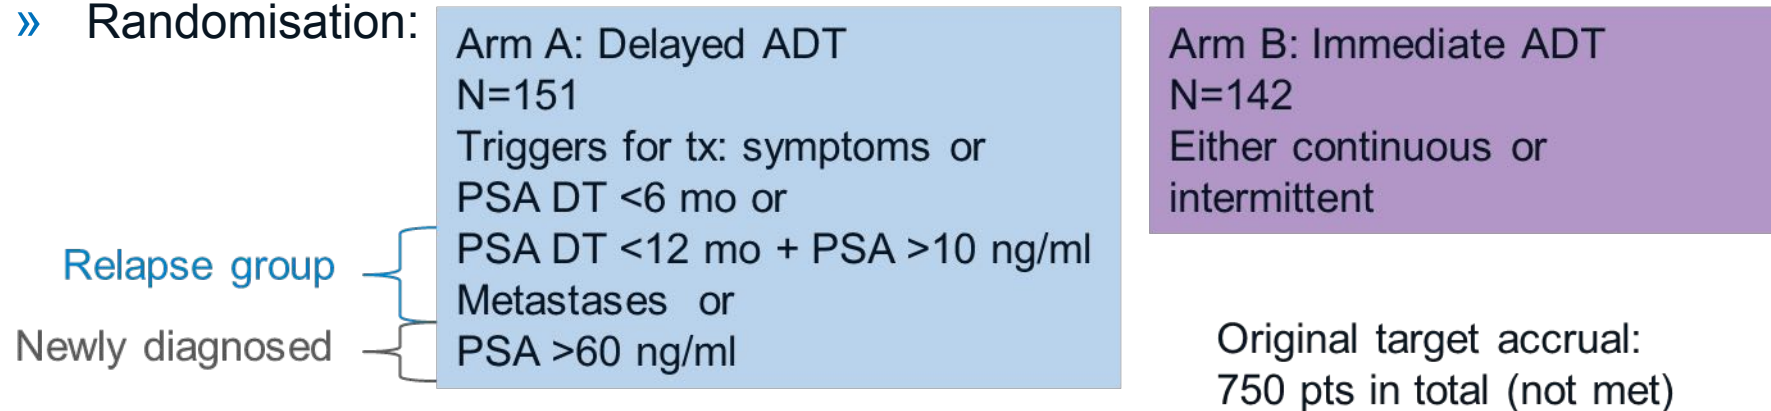 » Randomisation:
Arm A: Delayed ADT
N=151
Triggers for tx: symptoms or
PSA DT <6 mo or
PSA DT <12 mo + PSA >10 ng/ml
Metastases or
PSA >60 ng/ml
Relapse group
Newly diagnosed
Arm B: Immediate ADT
N=142
Either continuous or
intermittent
Original target accrual:
750 pts in total (not met)